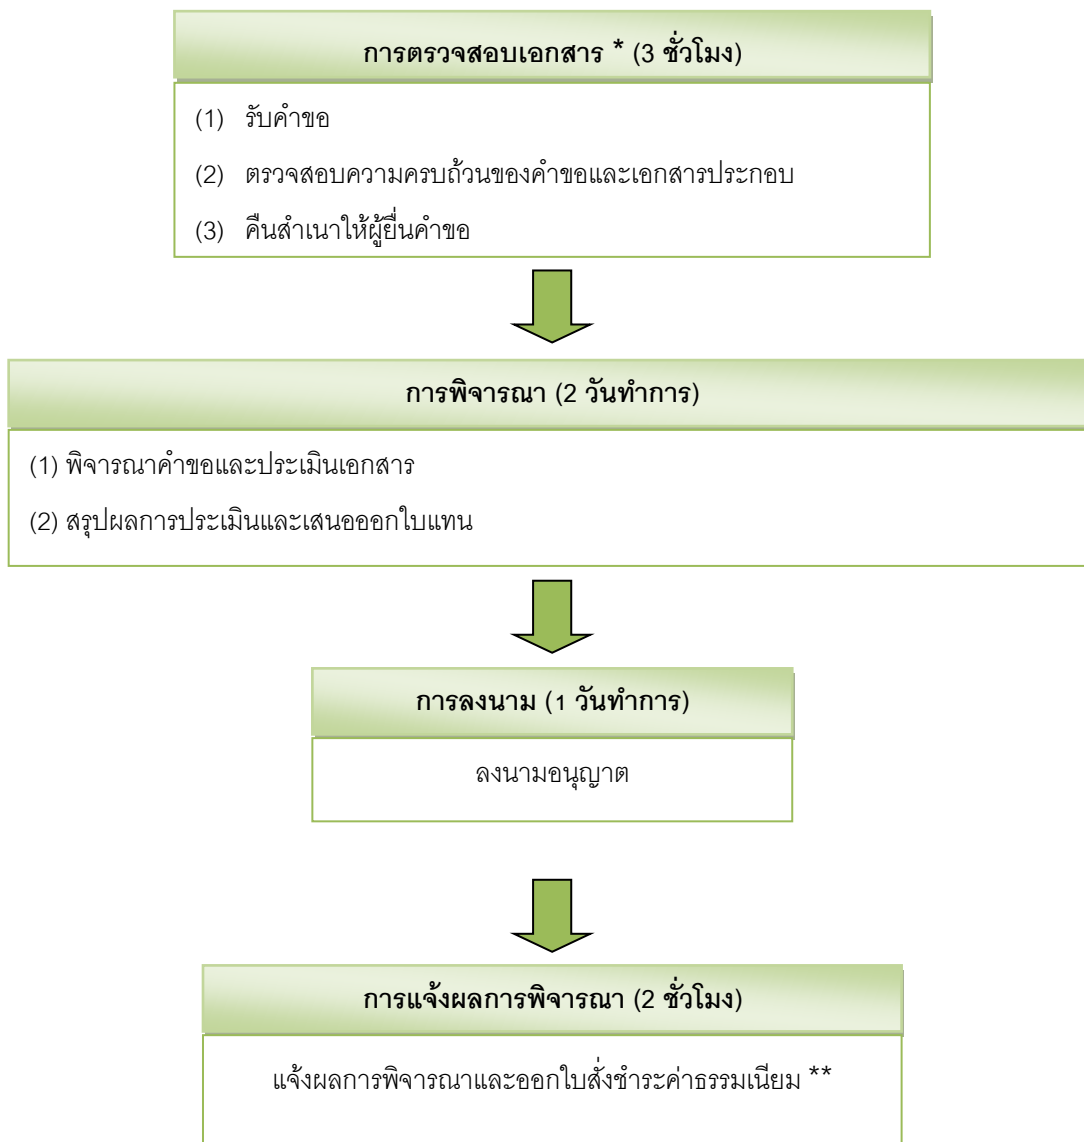 การตรวจสอบเอกสาร * (3 ชั่วโมง)
(1) รับคำขอ
(2) ตรวจสอบความครบถ้วนของคำขอและเอกสารประกอบ
(3) คืนสำเนาให้ผู้ยื่นคำขอ
การพิจารณา (2 วันทำการ)
(1) พิจารณาคำขอและประเมินเอกสาร
(2) สรุปผลการประเมินและเสนอออกใบแทน
การลงนาม (1 วันทำการ)
ลงนามอนุญาต
การแจ้งผลการพิจารณา (2 ชั่วโมง)
แจ้งผลการพิจารณาและออกใบสั่งชำระค่าธรรมเนียม **